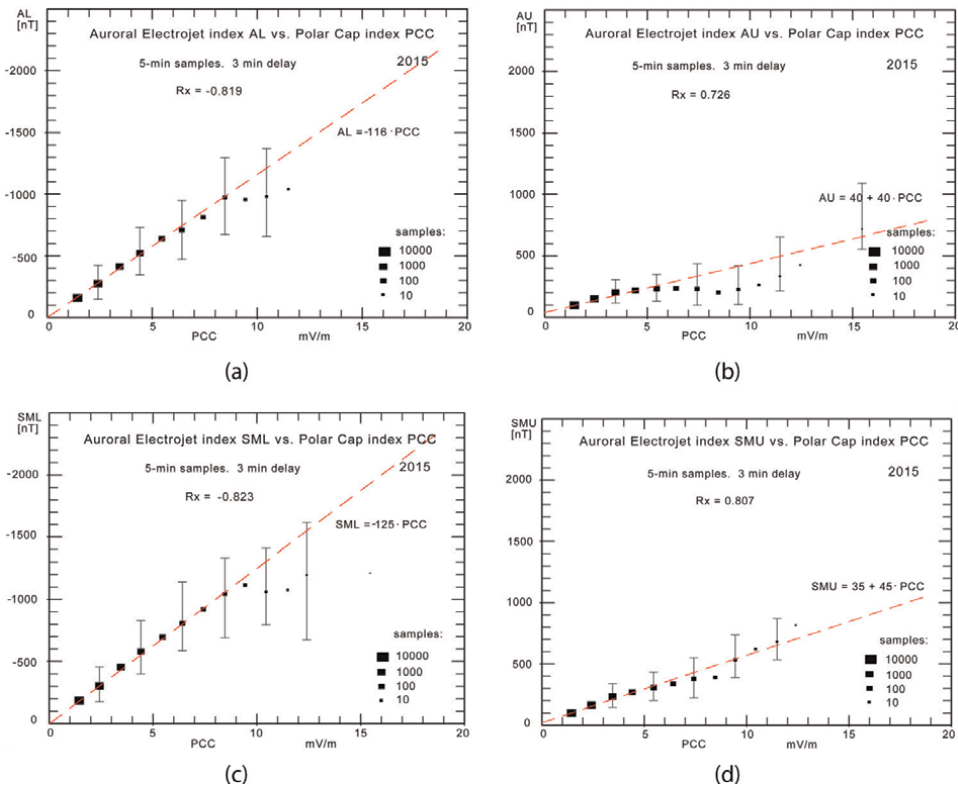 AL
[nT]
Auroral Electrojet index AL vs. Polar Cap index PCC
5-min samples. 3 min delay
2015
Rx = -0.819
AL =-116·PCC
samples:
10000
1000
100
10
-2000
-1500
-1000
-500
0
0 5 10 15 20
PCC mV/m
(a)
AU
[nT]
Auroral Electrojet index AU vs. Polar Cap index PCC
5-min samples. 3 min delay
2015
Rx = 0.726
AU = 40 + 40·PCC
samples:
10000
1000
100
10
2000
1500
1000
500
0
0 5 10 15 20
PCC mV/m
(b)
SML
[nT]
Auroral Electrojet index SML vs. Polar Cap index PCC
5-min samples. 3 min delay
2015
Rx = -0.823
SML =-125·PCC
samples:
10000
1000
100
10
-2000
-1500
-1000
-500
0
0 5 10 15 20
PCC mV/m
(c)
SMU
[nT]
Auroral Electrojet index SMU vs. Polar Cap index PCC
5-min samples. 3 min delay
2015
Rx = 0.807
SMU = 35 + 45·PCC
samples:
10000
1000
100
10
2000
1500
1000
500
0
0 5 10 15 20
PCC mV/m
(d)